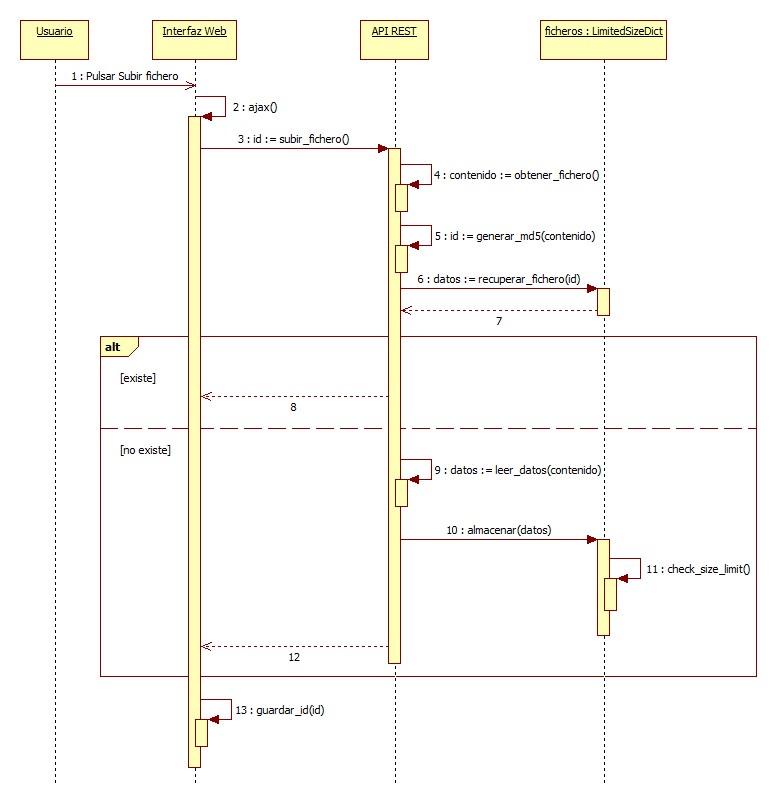 Usuario
Interfaz Web
API REST
ficheros : LimitedSizeDict
1 : Pulsar Subir fichero
2 : ajax()
3 : id := subir_fichero()
4 : contenido := obtener_fichero()
5 : id := generar_md5(contenido)
6 : datos := recuperar_fichero(id)
7
alt
[existe]
8
[no existe]
9 : datos := leer_datos(contenido)
10 : almacenar(datos)
11 : check_size_limit()
12
13 : guardar_id(id)